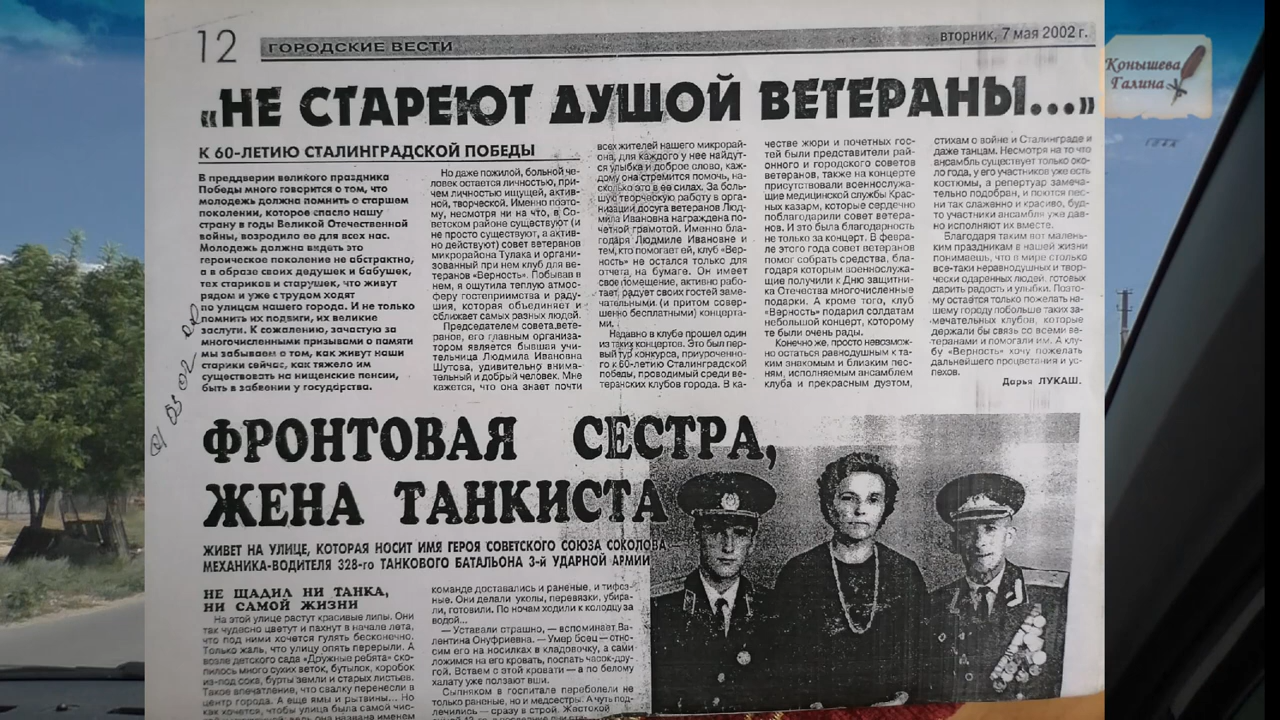 12
ГОРОДСКИЕ ВЕСТИ
вторник, 7 мая 2002 г.
Конышева
Галина
«НЕ СТАРЕЮТ ДУШОЙ ВЕТЕРАНЫ...»
К 60-ЛЕТИЮ СТАЛИНГРАДСКОЙ ПОБЕДЫ
В преддверии великого праздника
Победы много говорится о том, что
молодежь должна помнить о старшем
поколении, которое спасло нашу
страну в годы Великой Отечественной
войны, возродило ее для всех нас.
Молодежь должна видеть это
героическое поколение не абстрактно,
а в образе своих дедушек и бабушек,
тех стариков и старушек, что живут
рядом и уже с трудом ходят
по улицам нашего города. И не только
помнить их подвиги, их великие
заслуги. К сожалению, зачастую за
многочисленными призывами о памяти
мы забываем о том, как живут наши
старики сейчас, как тяжело им
существовать на нищенские пенсии,
быть в забвении у государства.
Но даже пожилой, больной че-
ловек остается личностью, при-
чем личностью ищущей, актив-
ной, творческой. Именно поэто-
му, несмотря ни на что, в Со-
ветском районе существуют (и
не просто существуют, а актив-
но действуют) совет ветеранов
микрорайона Тулака и органи-
зованный при нем клуб для ве-
теранов «Верность». Побывав в
нем, я ощутила теплую атмос-
феру гостеприимства и раду-
шия, которая объединяет и
сближает самых разных людей.
Председателем совета вете-
ранов, его главным организа-
тором является бывшая учи-
тельница Людмила Ивановна
Шутова, удивительно внима-
тельный и добрый человек. Мне
кажется, что она знает почти
всех жителей нашего микрорай-
она, для каждого у нее найдут-
ся улыбка и доброе слово, каж-
дому она стремится помочь, на-
сколько это в ее силах. За боль-
шую творческую работу в орга-
низации досуга ветеранов Люд-
мила Ивановна награждена по-
четной грамотой. Именно бла-
годаря Людмиле Ивановне и
тем, кто помогает ей, клуб «Вер-
ность» не остался только для
отчета, на бумаге. Он имеет
свое помещение, активно рабо-
тает, радует своих гостей заме-
чательными (и притом совер-
шенно бесплатными) концерта-
ми.
Недавно в клубе прошел один
из таких концертов. Это был пер-
вый тур конкурса, приуроченно-
го к 60-летию Сталинградской
победы, проводимый среди ве-
теранских клубов города. В ка-
честве жюри и почетных гос-
тей были представители рай-
онного и городского советов
ветеранов, также на концерте
присутствовали военнослужа-
щие медицинской службы Крас-
ных казарм, которые сердечно
поблагодарили совет ветера-
нов. И это была благодарность
не только за концерт. В февра-
ле этого года совет ветеранов
помог собрать средства, бла-
годаря которым военнослужа-
щие получили к Дню защитни-
ка Отечества многочисленные
подарки. А кроме того, клуб
«Верность» подарил солдатам
небольшой концерт, которому
те были очень рады.
Конечно же, просто невозмож-
но остаться равнодушным к та-
ким знакомым и близким пес-
ням, исполняемым ансамблем
клуба и прекрасным дуэтом,
стихам о войне и Сталинграде и
даже танцам. Несмотря на то что
ансамбль существует только око-
ло года, у его участников уже есть
костюмы, а репертуар замеча-
тельно подобран, и поются пес-
ни так слаженно и красиво, буд-
то участники ансамбля уже дав-
но исполняют их вместе.
Благодаря таким вот малень-
ким праздникам в нашей жизни
понимаешь, что в мире столько
все-таки неравнодушных и твор-
чески одаренных людей, готовых
дарить радость и улыбки. Поэто-
му остается только пожелать на-
шему городу побольше таких за-
мечательных клубов, которые
держали бы связь со всеми ве-
теранами и помогали им. А клу-
бу «Верность» хочу пожелать
дальнейшего процветания и ус-
пехов.
Дарья ЛУКАШ.
ФРОНТОВАЯ СЕСТРА,
ЖЕНА ТАНКИСТА
ЖИВЕТ НА УЛИЦЕ, КОТОРАЯ НОСИТ ИМЯ ГЕРОЯ СОВЕТСКОГО СОЮЗА СОКОЛОВА –
МЕХАНИКА-ВОДИТЕЛЯ 328-го ТАНКОВОГО БАТАЛЬОНА 3-й УДАРНОЙ АРМИИ
НЕ ЩАДИЛ НИ ТАНКА,
НИ САМОЙ ЖИЗНИ
На этой улице растут красивые липы. Они
так чудесно цветут и пахнут в начале лета,
что под ними хочется гулять бесконечно.
Только жаль, что улицу опять перерыли. А
возле детского сада «Дружные ребята» ско-
пилось много сухих веток, бутылок, коробок
из-под сока, бурты земли и старых листьев.
Такое впечатление, что свалку перенесли в
центр города. А еще ямы и рытвины... Но
как хочется, чтобы улица была самой чис-
команде доставались и раненые, и тифоз-
ные. Они делали уколы, перевязки, убира-
ли, готовили. По ночам ходили к колодцу за
водой...
— Уставали страшно, — вспоминает Ва-
лентина Онуфриевна. — Умер боец — отно-
сим его на носилках в кладовочку, а сами
ложимся на его кровать, поспать часок-дру-
гой. Встаем с этой кровати — а по белому
халату уже ползают вши.
Сыпняком в госпитале переболели не
только раненые, но и медсестры. А чуть под-
лечились — сразу в строй. Жестокой